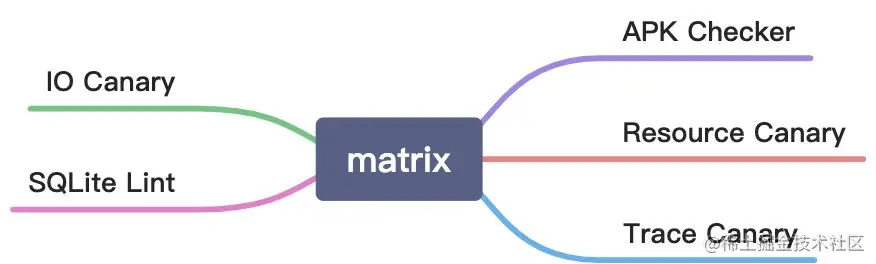 APK Checker
IO Canary
Resource Canary
matrix
SQLite Lint
Trace Canary
@稀土掘金技术社区